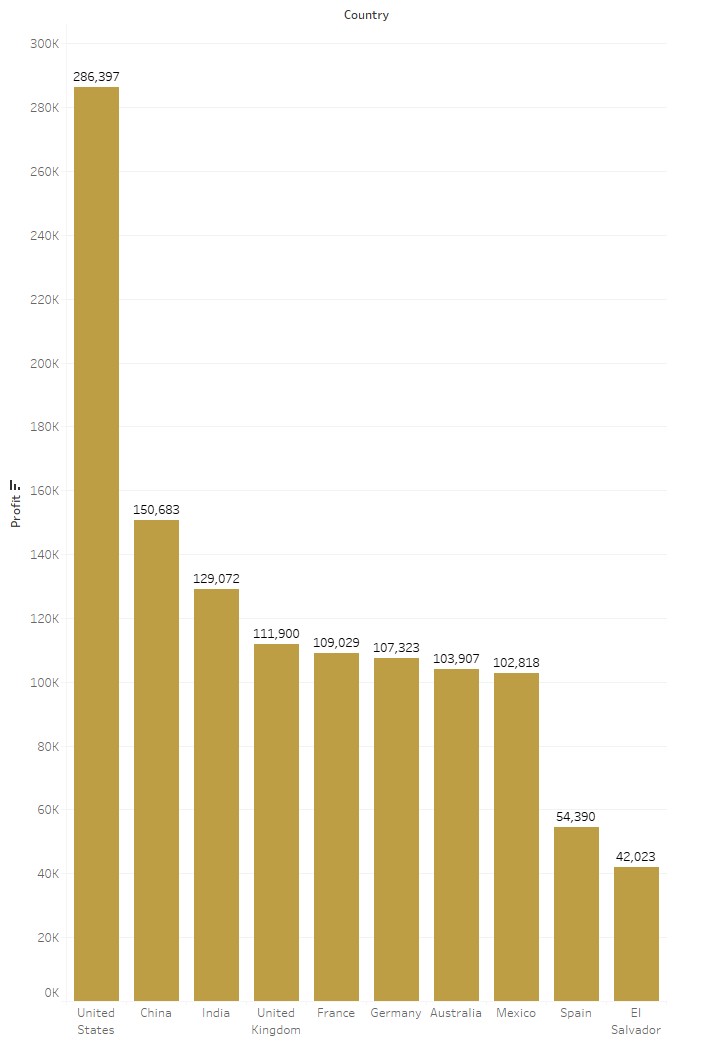 Country
300K
280K
260K
240K
220K
200K
180K
160K
140K
120K
100K
80K
60K
40K
20K
0K
Profit
286,397
150,683
129,072
111,900
109,029
107,323
103,907
102,818
54,390
42,023
United States
China
India
United Kingdom
France
Germany
Australia
Mexico
Spain
El Salvador